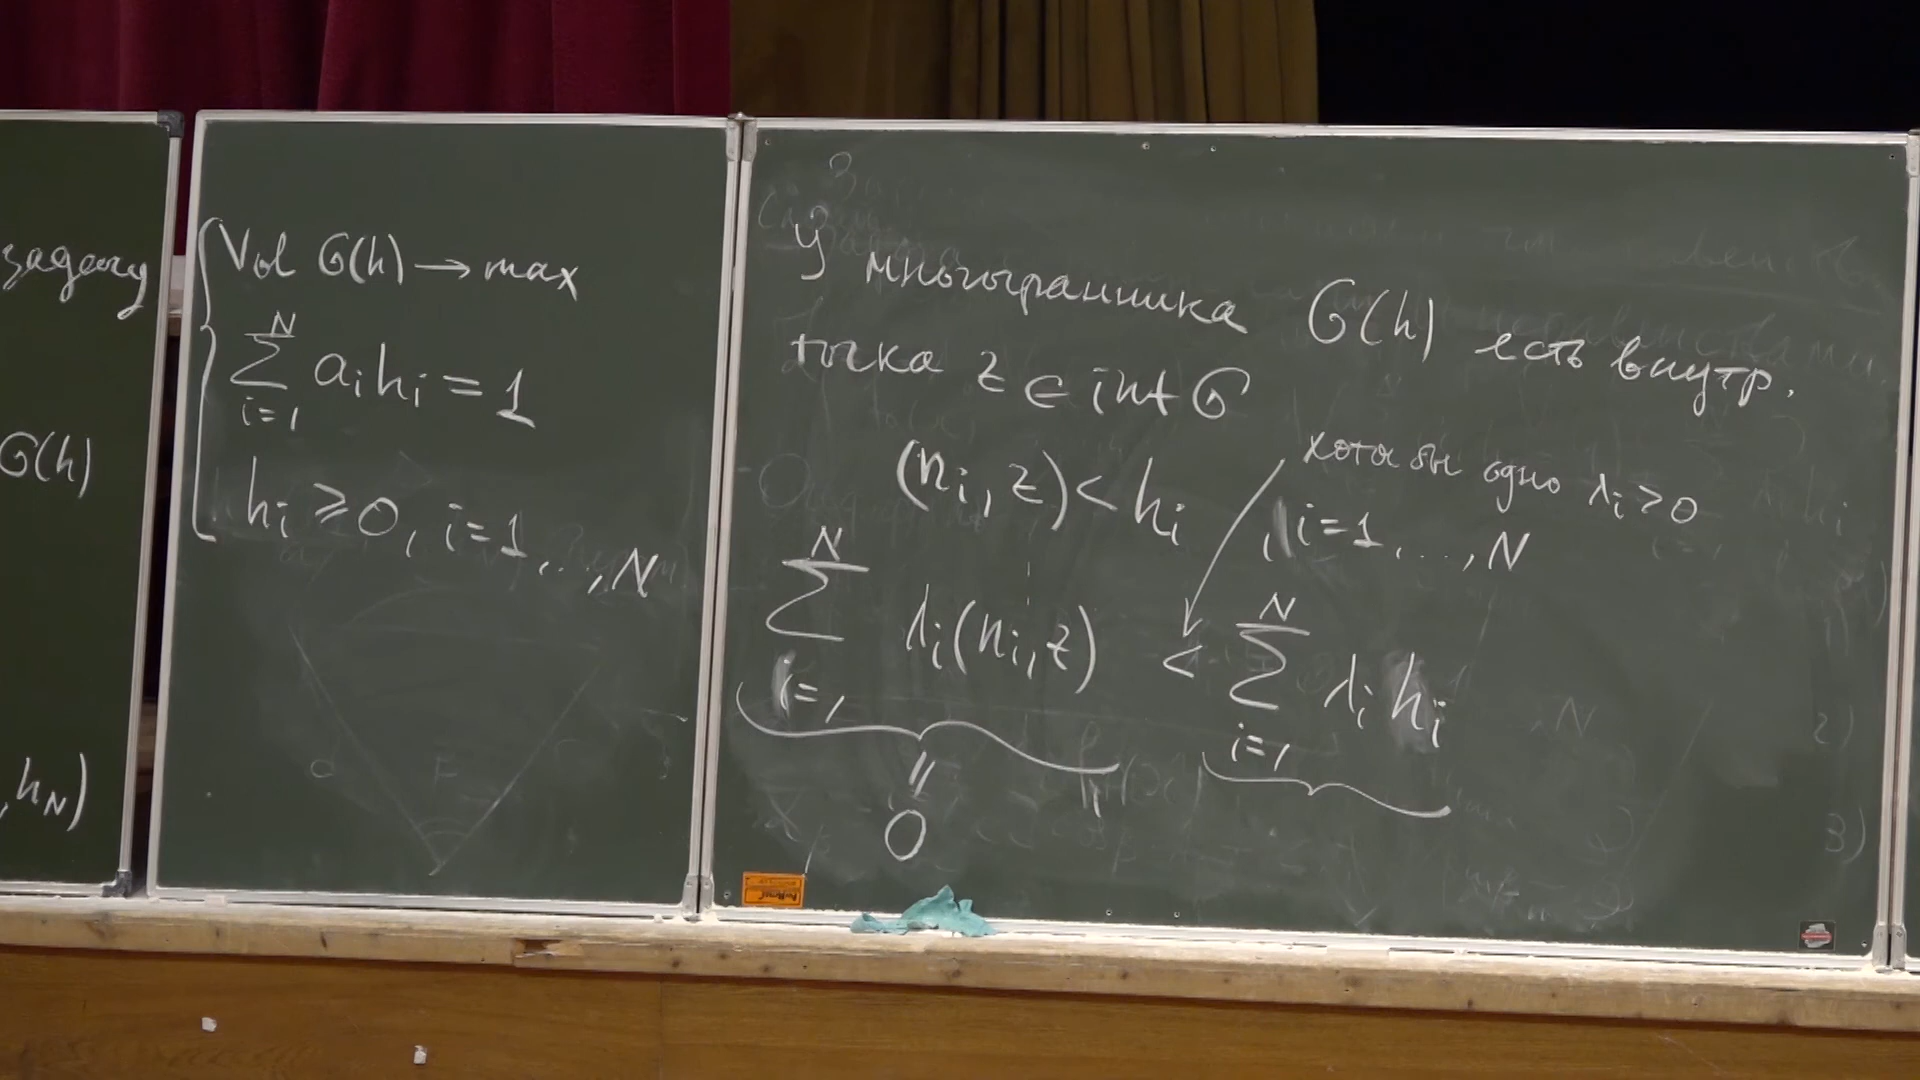 задачу
G(h)
, h_N)
Vol G(h) → max
∑_{i=1}^{N} a_i h_i = 1
h_i ⩾ 0, i = 1, ..., N
У многогранника G(h) есть внутр.
точка z ∈ int G
(n_i, z) < h_i , i = 1, ..., N
хотя бы одно λ_i > 0
∑_{i=1}^{N} λ_i (n_i, z) < ∑_{i=1}^{N} λ_i h_i
=
0